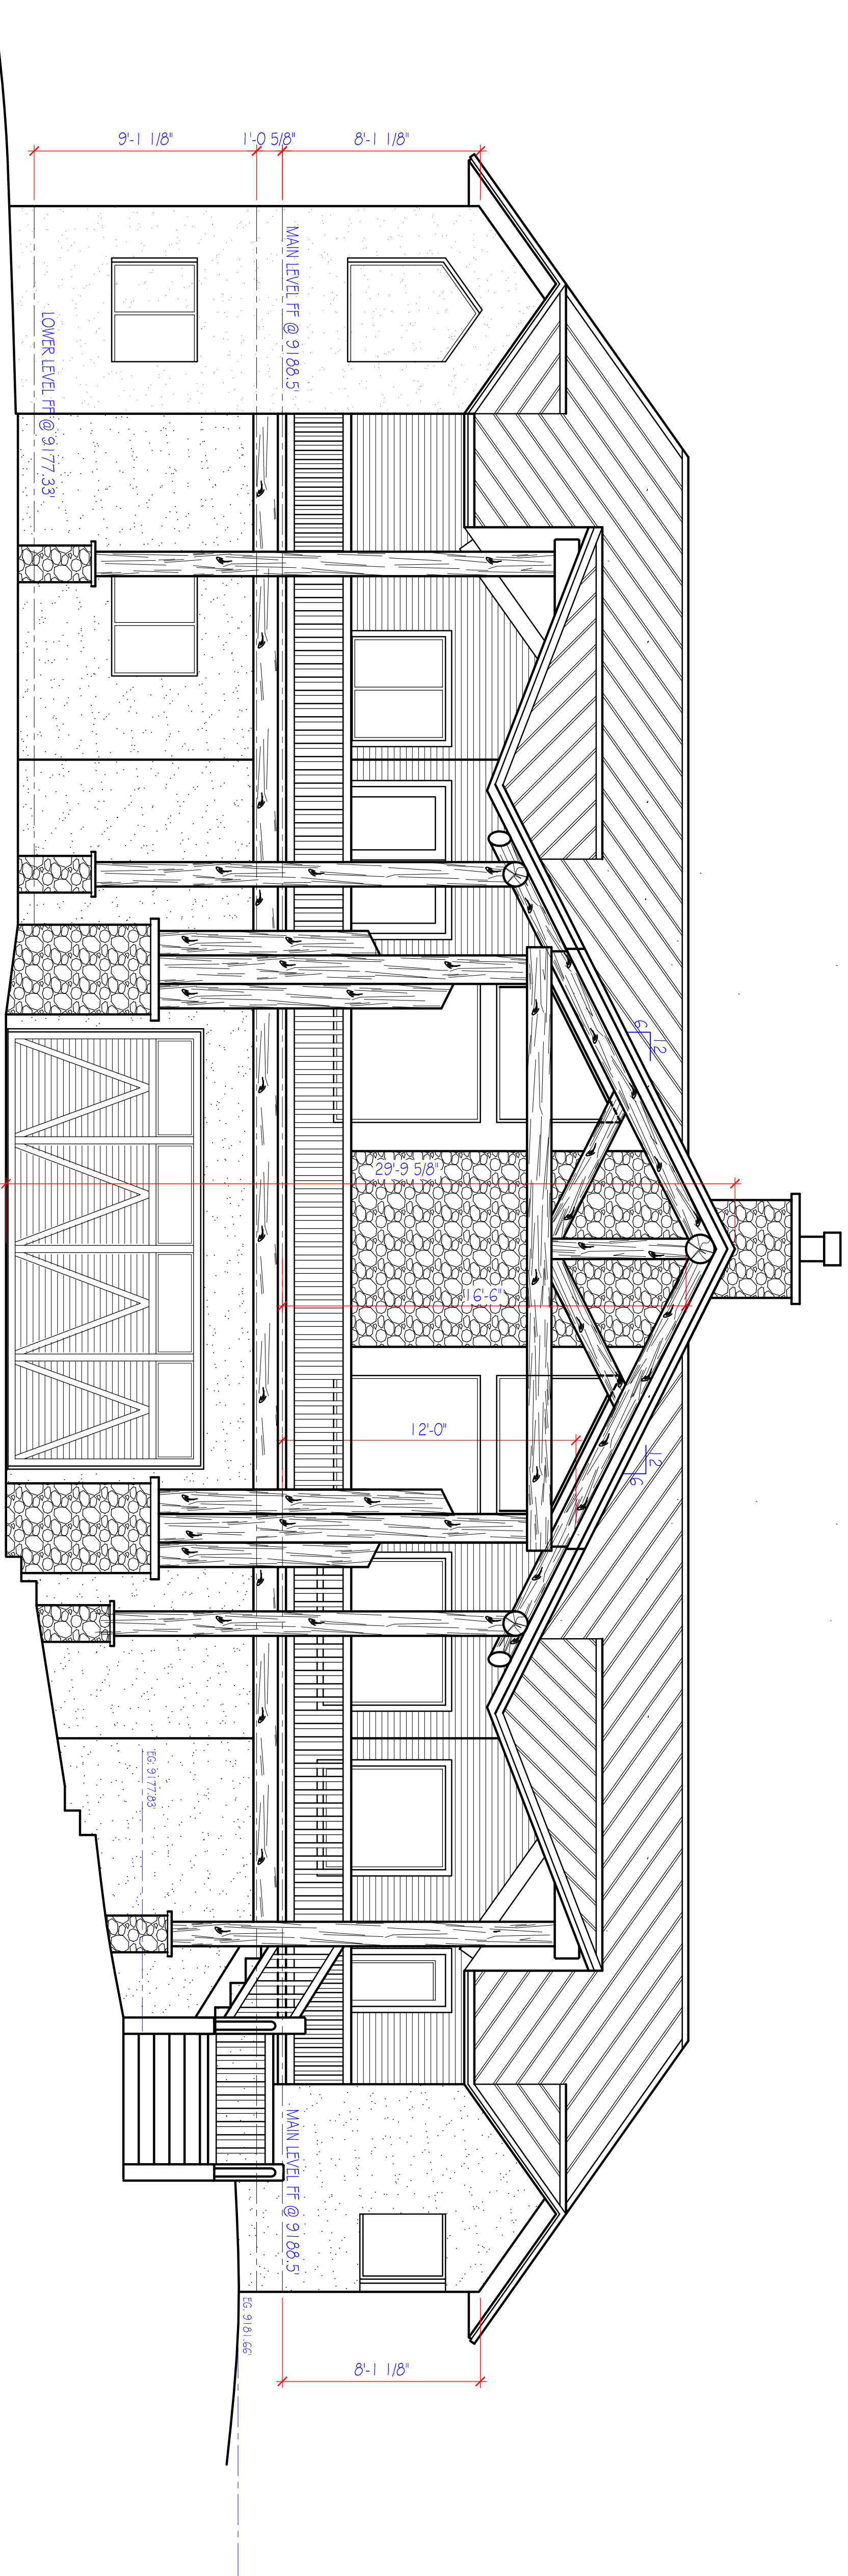 9'-1 1/8"
1'-0 5/8"
8'-1 1/8"
MAIN LEVEL FF @ 9188.5'
LOWER LEVEL FF @ 9177.33'
12
6
29'-9 5/8"
16'-6"
12'-0"
12
6
EG: 9177.83'
MAIN LEVEL FF @ 9188.5'
EG: 9181.66'
8'-1 1/8"